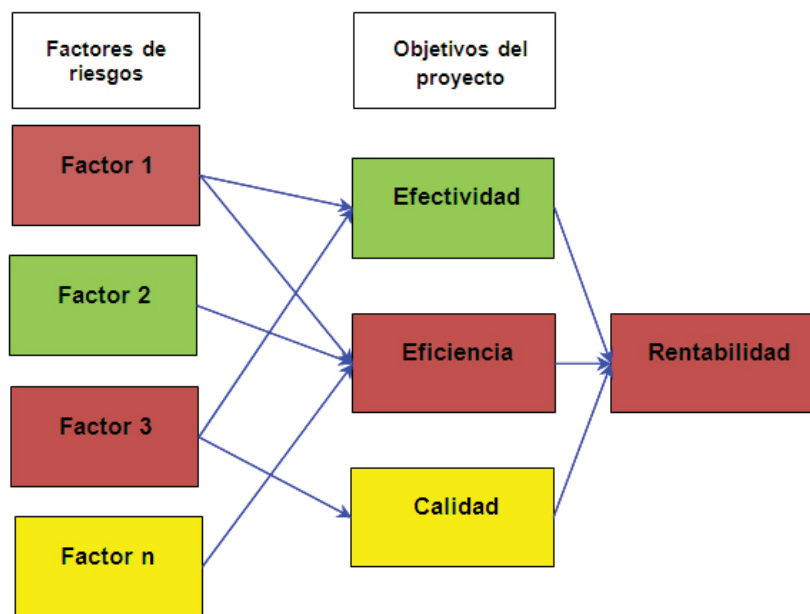 Factores de
riesgos
Objetivos del
proyecto
Factor 1
Efectividad
Factor 2
Eficiencia
Rentabilidad
Factor 3
Calidad
Factor n